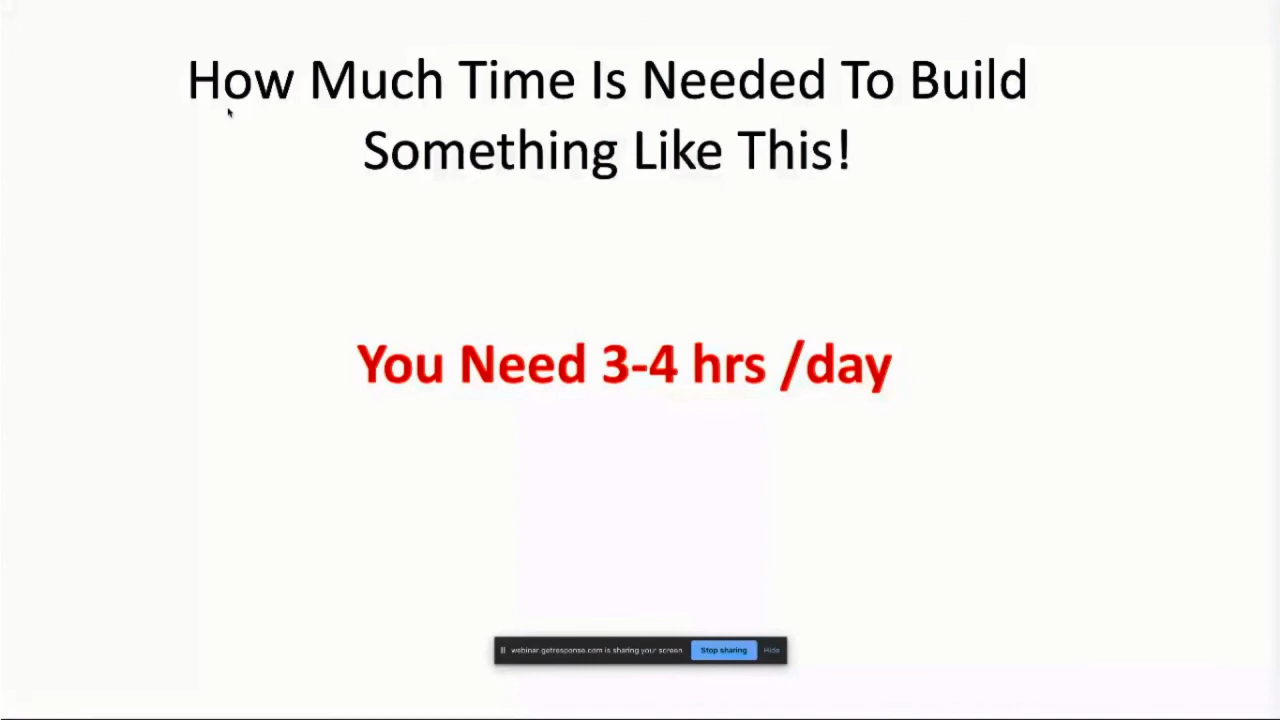 How Much Time Is Needed To Build
Something Like This!
You Need 3-4 hrs /day
webinar.getresponse.com is sharing your screen. Stop sharing Hide